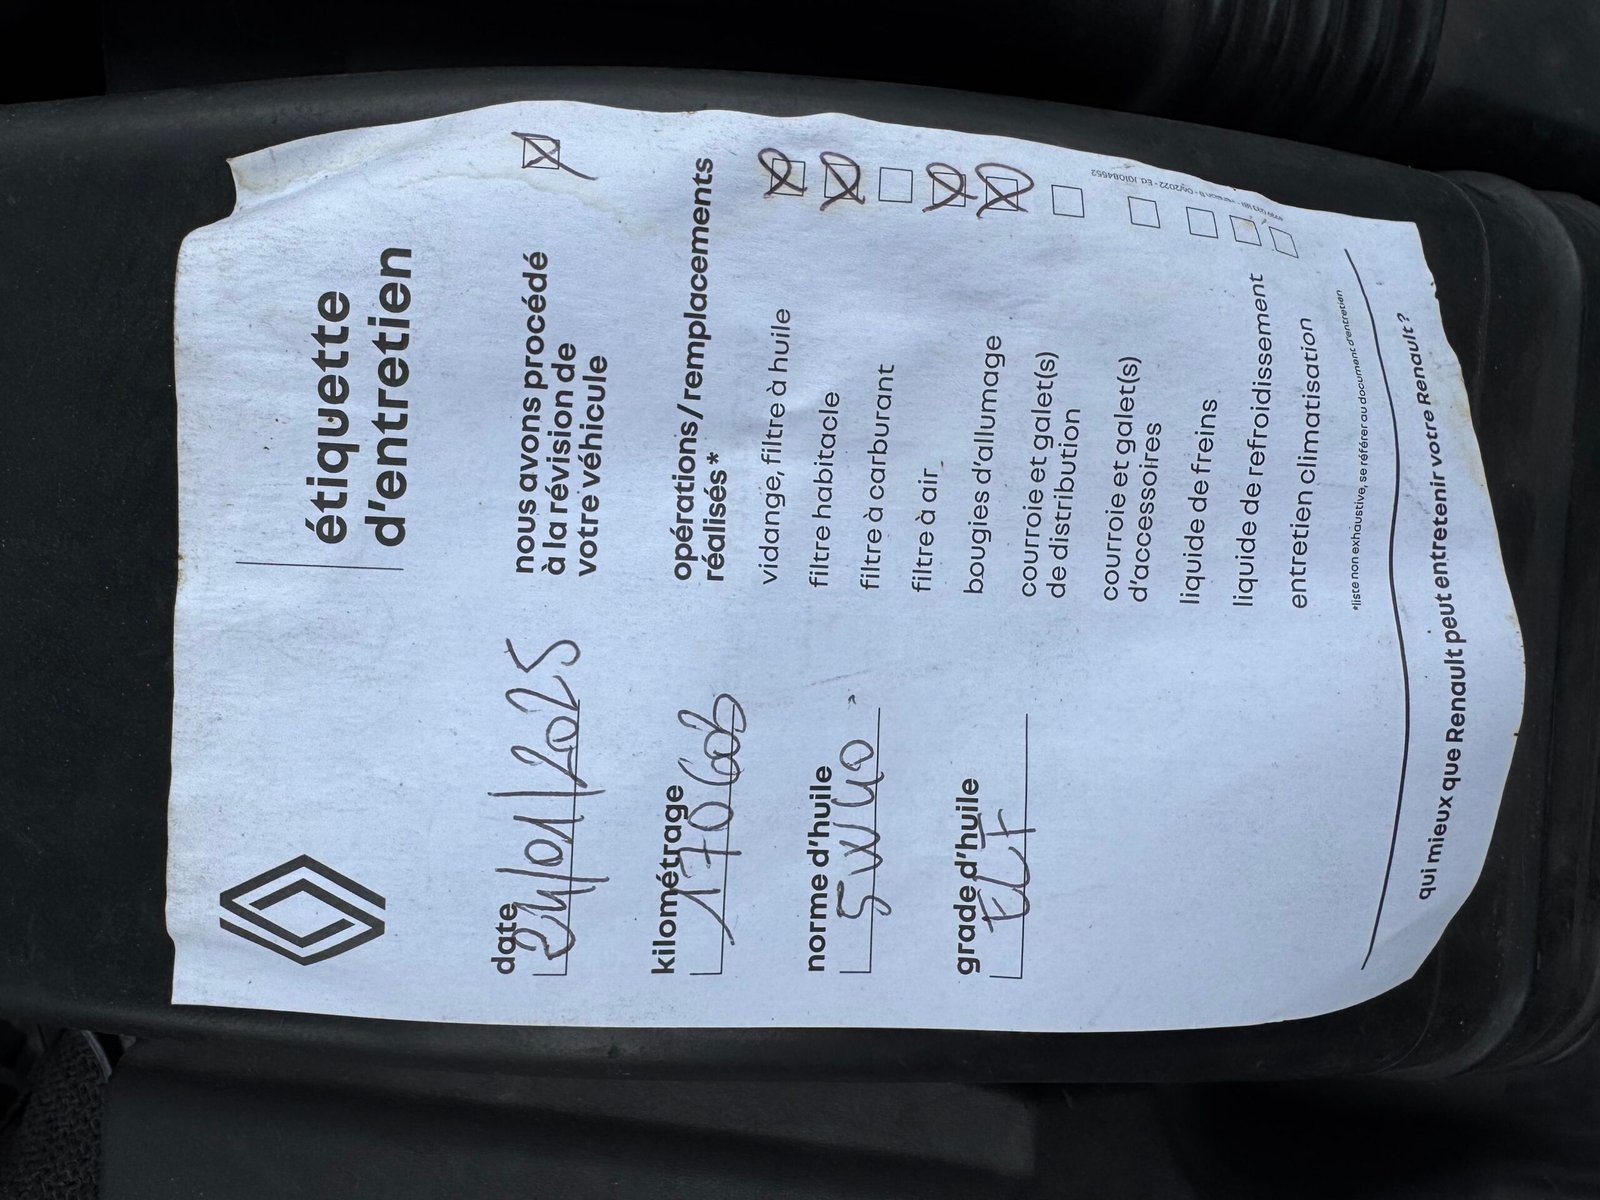 étiquette
d'entretien
date
21/01/2025
nous avons procédé
à la révision de
votre véhicule
kilométrage
opérations/remplacements
réalisés*
vidange, filtre à huile
norme d'huile
5W40
filtre habitacle
filtre à carburant
grade d'huile
ELF
filtre à air
bougies d'allumage
courroie et galet(s)
de distribution
courroie et galet(s)
d'accessoires
liquide de freins
liquide de refroidissement
entretien climatisation
*liste non exhaustive, se référer au document d'entretien
qui mieux que Renault peut entretenir votre Renault?